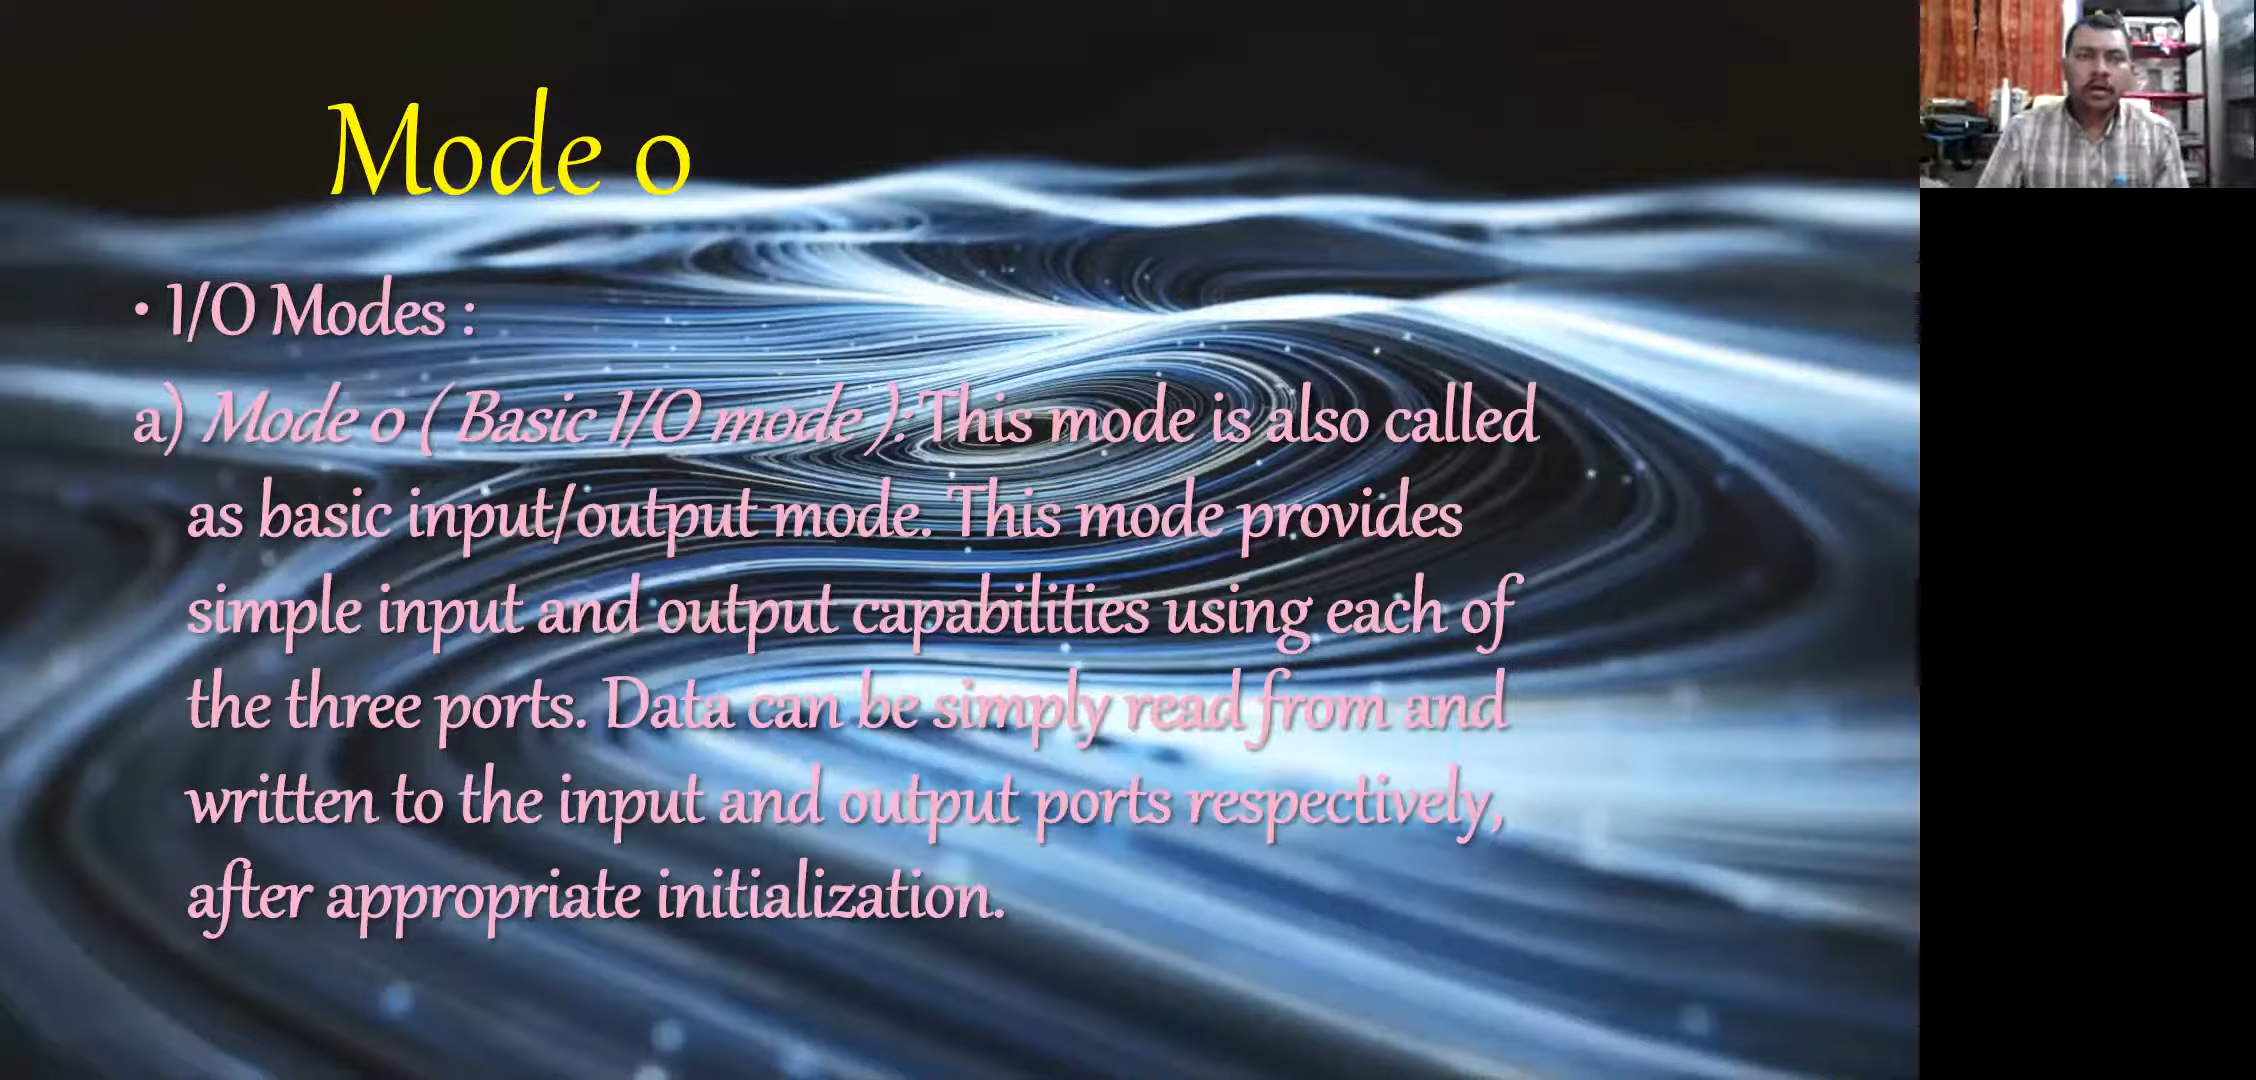 Mode 0
• I/O Modes :
a) Mode 0 ( Basic I/O mode ): This mode is also called
as basic input/output mode. This mode provides
simple input and output capabilities using each of
the three ports. Data can be simply read from and
written to the input and output ports respectively,
after appropriate initialization.